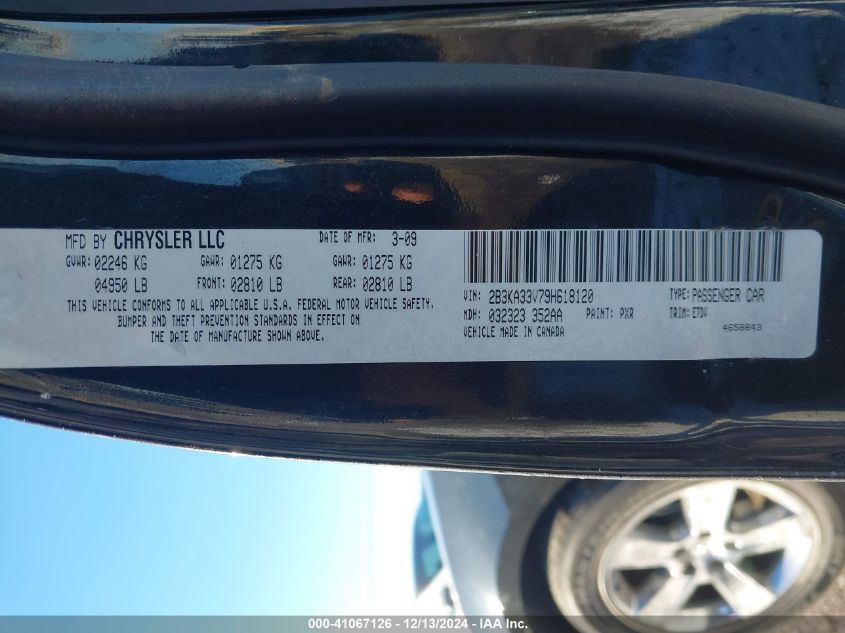 MFD BY CHRYSLER LLC DATE OF MFR: 3-09
GVWR: 02246 KG GAWR: 01275 KG GAWR: 01275 KG
04950 LB FRONT: 02810 LB REAR: 02810 LB
THIS VEHICLE CONFORMS TO ALL APPLICABLE U.S.A. FEDERAL MOTOR VEHICLE SAFETY,
BUMPER AND THEFT PREVENTION STANDARDS IN EFFECT ON
THE DATE OF MANUFACTURE SHOWN ABOVE.
VIN: 2B3KA33V79H618120 TYPE: PASSENGER CAR
MDH: 032323 352AA PAINT: PXR TRIM: E7DV
VEHICLE MADE IN CANADA 4658843
000-41067126 - 12/13/2024 - IAA Inc.